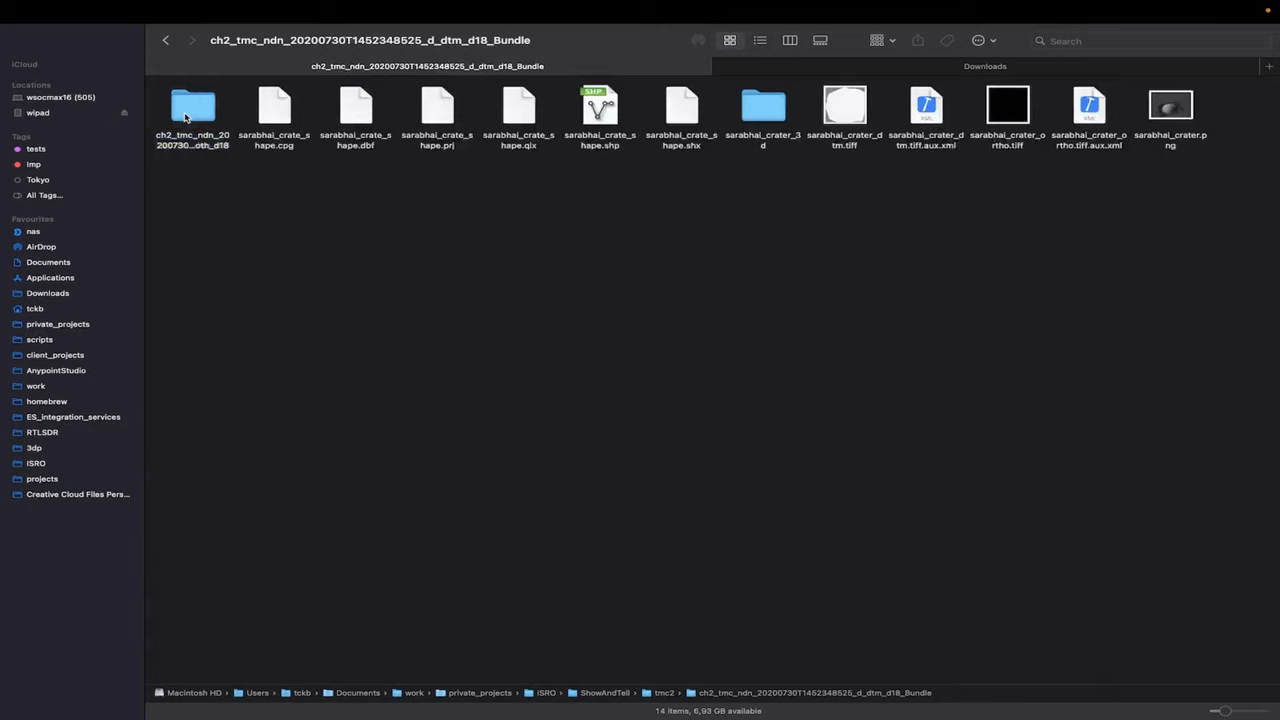 ch2_tmc_ndn_20200730T1452348525_d_dtm_d18_Bundle
Search
ch2_tmc_ndn_20200730T1452348525_d_dtm_d18_Bundle
Downloads
iCloud
Locations
wsocmax16 (505)
wipad
Tags
tests
Imp
Tokyo
All Tags...
Favourites
nas
AirDrop
Documents
Applications
Downloads
tckb
private_projects
scripts
client_projects
AnypointStudio
work
homebrew
ES_integration_services
RTLSDR
3dp
ISRO
projects
Creative Cloud Files Pers...
ch2_tmc_ndn_20
200730...oth_d18
sarabhai_crate_s
hape.cpg
sarabhai_crate_s
hape.dbf
sarabhai_crate_s
hape.prj
sarabhai_crate_s
hape.qix
SHP
sarabhai_crate_s
hape.shp
sarabhai_crate_s
hape.shx
sarabhai_crater_3
d
sarabhai_crater_d
tm.tiff
sarabhai_crater_d
tm.tiff.aux.xml
sarabhai_crater_o
rtho.tiff
XML
sarabhai_crater_o
rtho.tiff.aux.xml
sarabhai_crater.p
ng
Macintosh HD › Users › tckb › Documents › work › private_projects › ISRO › ShowAndTell › tmc2 › ch2_tmc_ndn_20200730T1452348525_d_dtm_d18_Bundle
14 items, 6,93 GB available